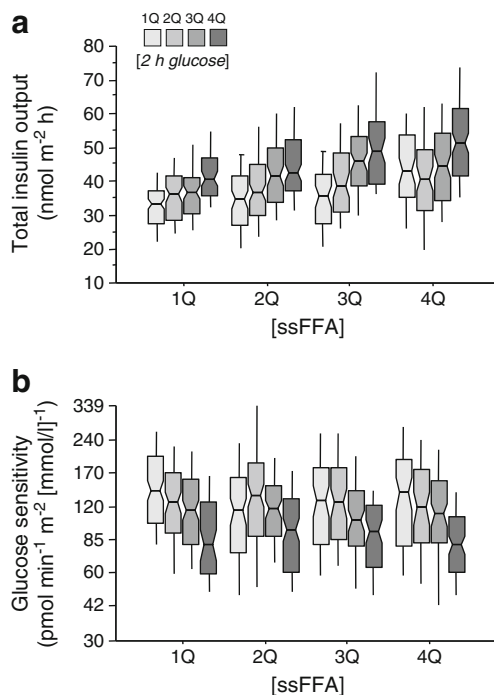 a
1Q 2Q 3Q 4Q
[2 h glucose]
Total insulin output
(nmol m⁻² h)
80
70
60
50
40
30
20
10
1Q 2Q 3Q 4Q
[ssFFA]
b
Glucose sensitivity
(pmol min⁻¹ m⁻² [mmol/l]⁻¹)
339
240
170
120
85
60
42
30
1Q 2Q 3Q 4Q
[ssFFA]